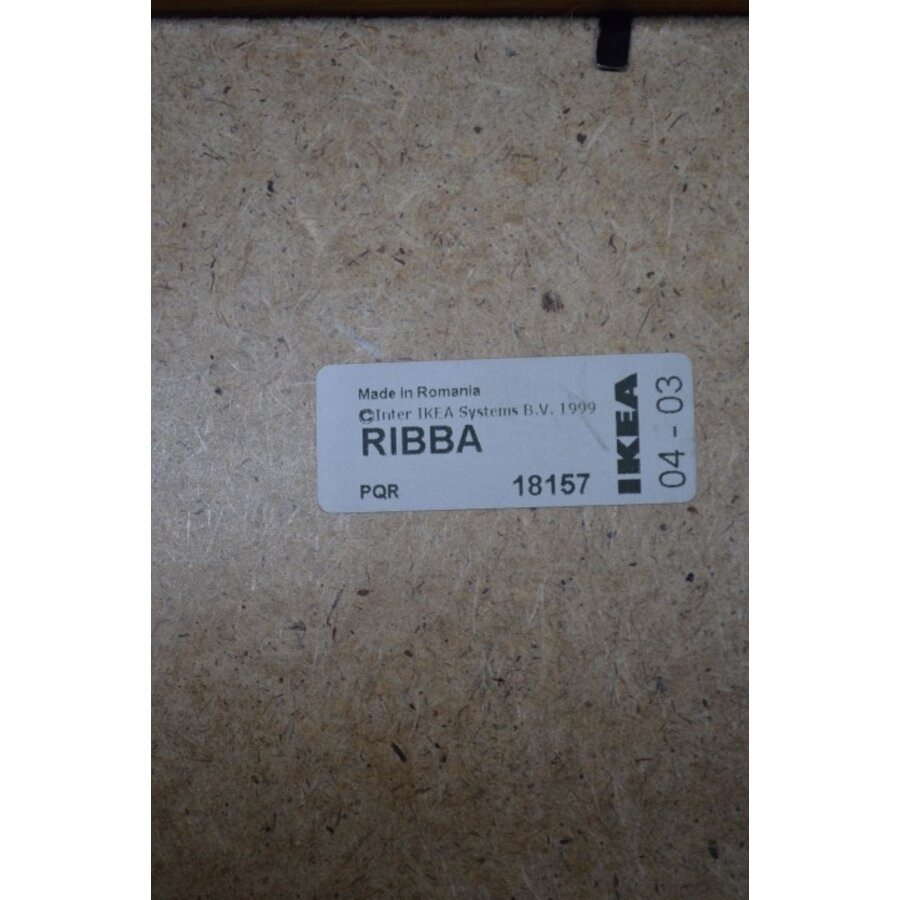 Made in Romania
©Inter IKEA Systems B.V. 1999
RIBBA
PQR 18157
IKEA
04 - 03